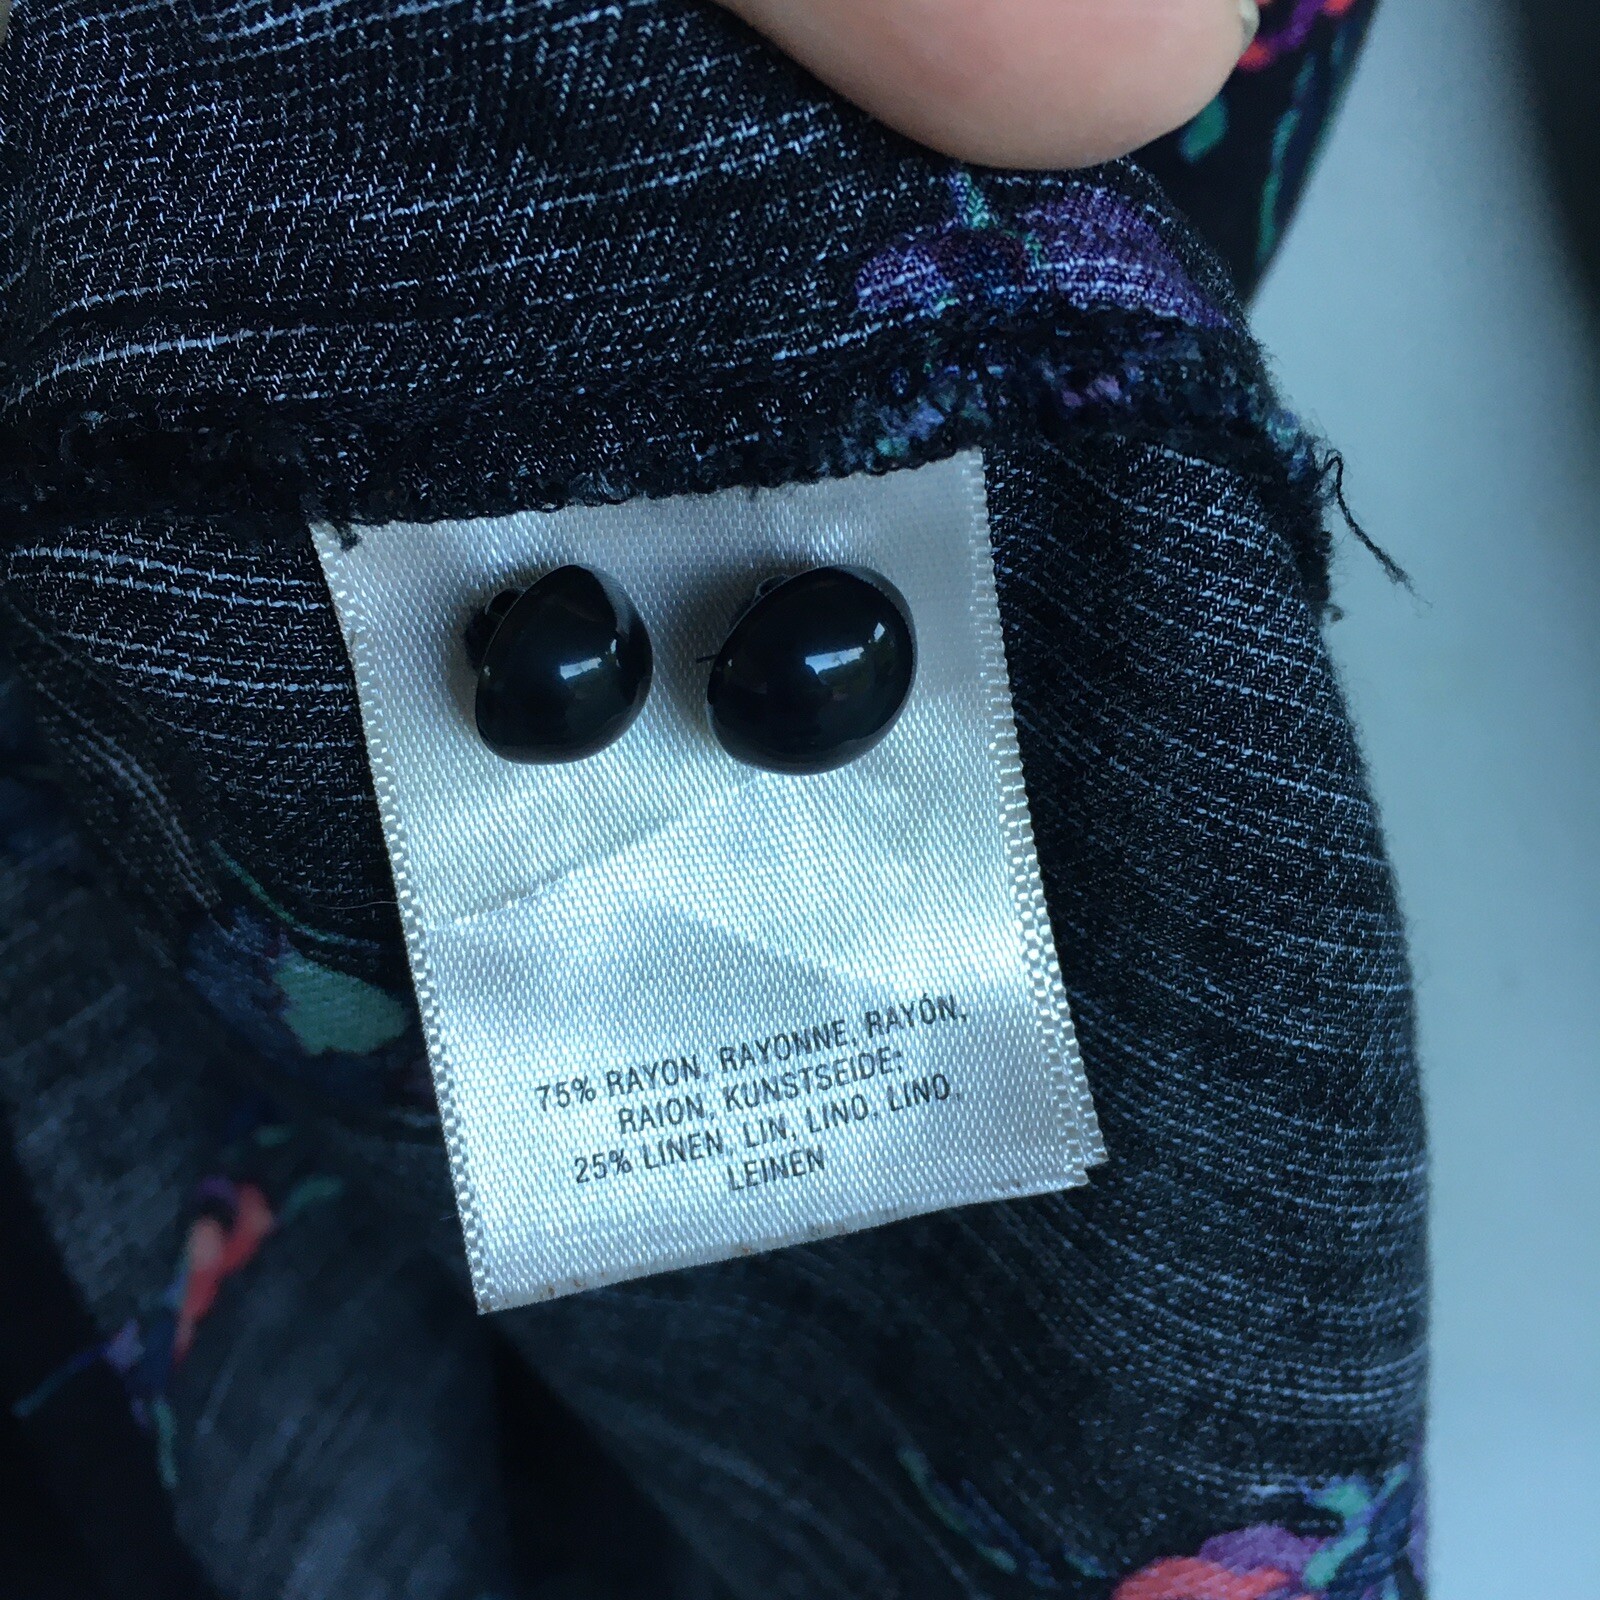 75% RAYON, RAYONNE, RAYÓN,
RAION, KUNSTSEIDE;
25% LINEN, LIN, LINO, LINO,
LEINEN